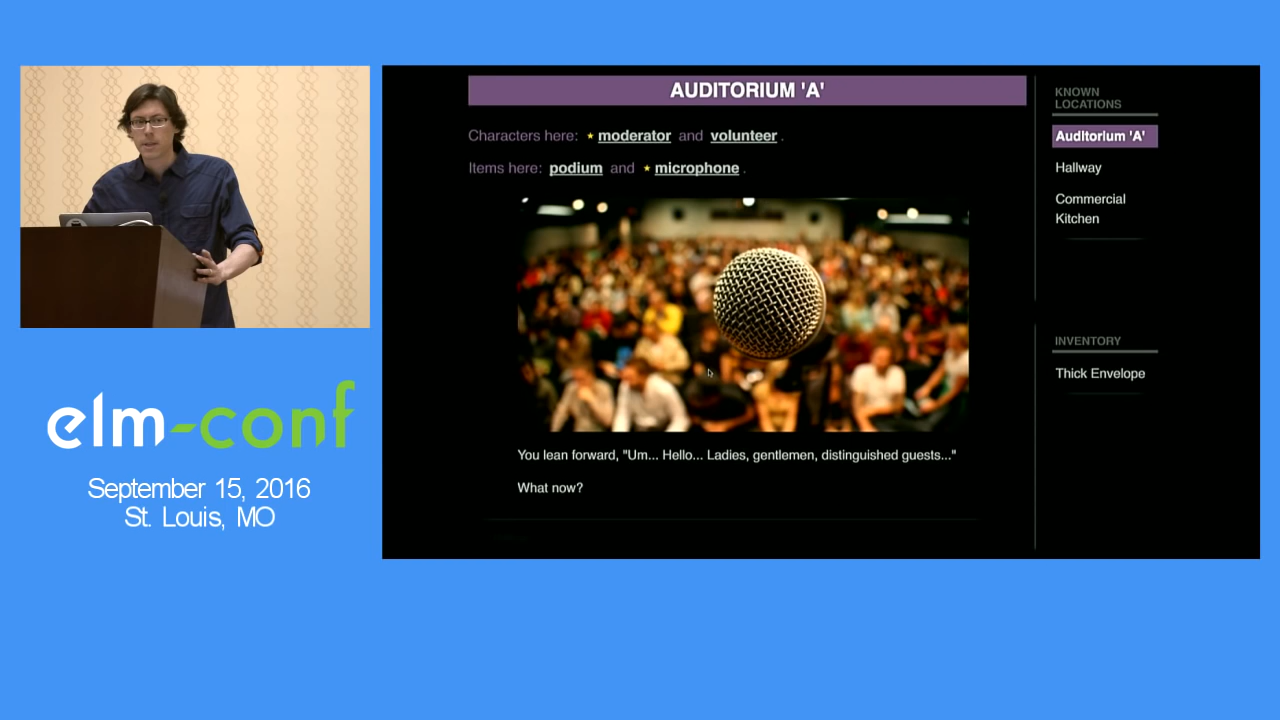 elm-conf
September 15, 2016
St. Louis, MO
AUDITORIUM 'A'
Characters here: ★ moderator and volunteer .
Items here: podium and ★ microphone .
You lean forward, "Um... Hello... Ladies, gentlemen, distinguished guests..."
What now?
KNOWN
LOCATIONS
Auditorium 'A'
Hallway
Commercial
Kitchen
INVENTORY
Thick Envelope